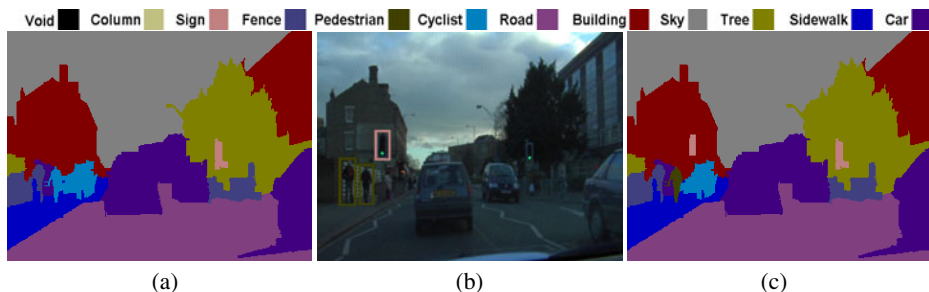 Void Column Sign Fence Pedestrian Cyclist Road Building Sky Tree Sidewalk Car
(a) (b) (c)